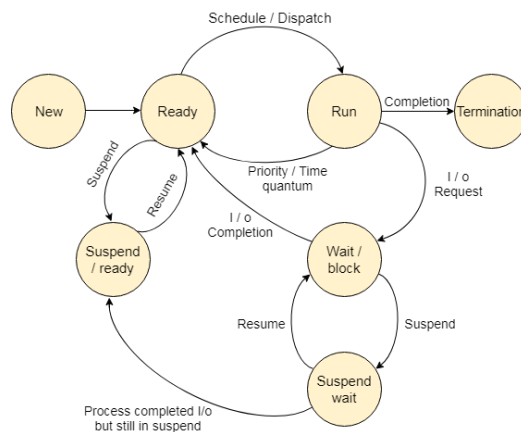 Schedule / Dispatch
New
Ready
Run
Completion
Termination
Priority / Time
quantum
Suspend
Resume
I / o
Request
I / o
Completion
Suspend
/ ready
Wait /
block
Resume
Suspend
Suspend
wait
Process completed I/o
but still in suspend